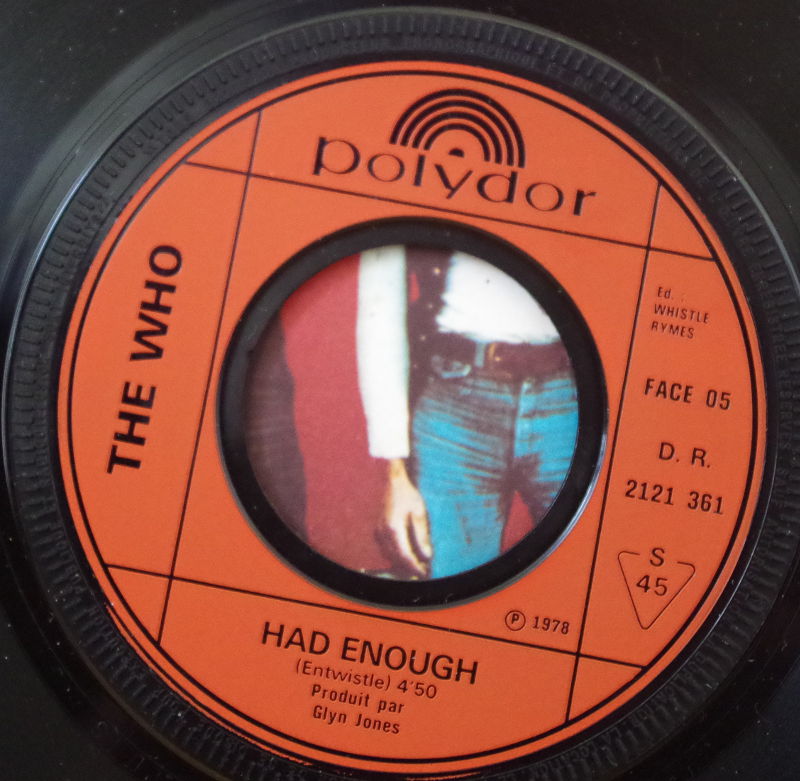 polydor
THE WHO
Ed. :
WHISTLE
RYMES
FACE 05
D. R.
2121 361
S
45
℗ 1978
HAD ENOUGH
(Entwistle) 4'50
Produit par
Glyn Jones